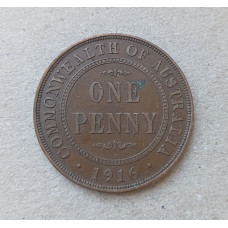 COMMONWEALTH OF AUSTRALIA
ONE
PENNY
· 1916 ·